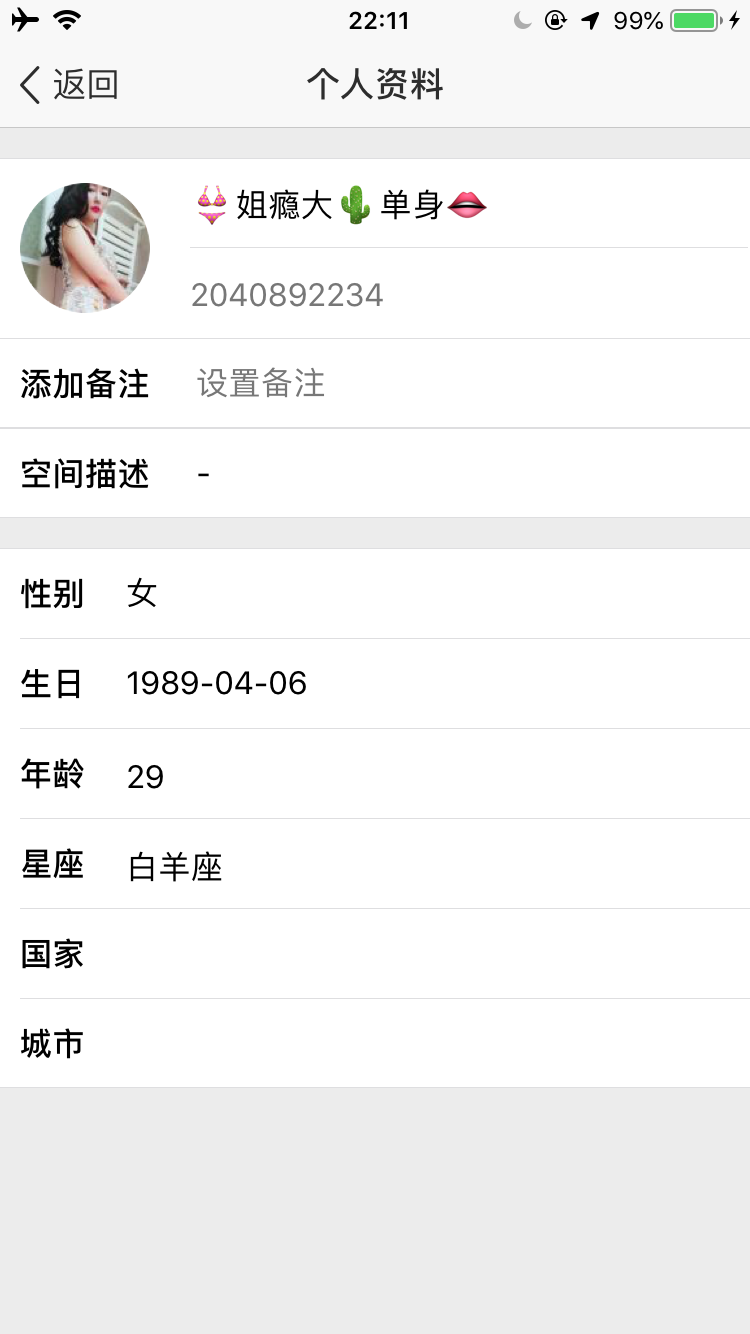 22:11 99%
返回 个人资料
👙姐瘾大🌵单身👄
2040892234
添加备注 设置备注
空间描述 -
性别 女
生日 1989-04-06
年龄 29
星座 白羊座
国家
城市